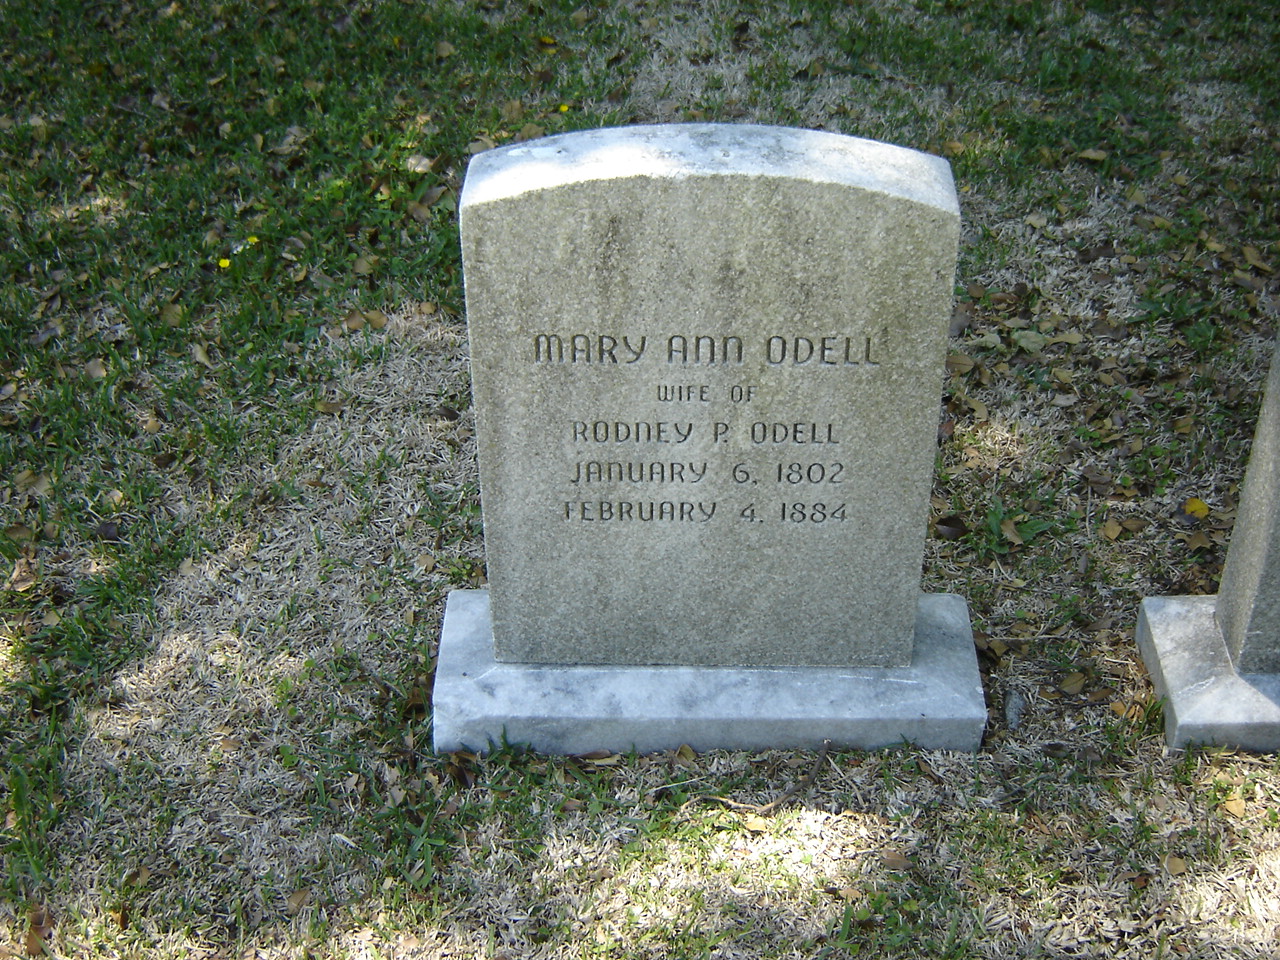 MARY ANN ODELL
WIFE OF
RODNEY P. ODELL
JANUARY 6, 1802
FEBRUARY 4, 1884